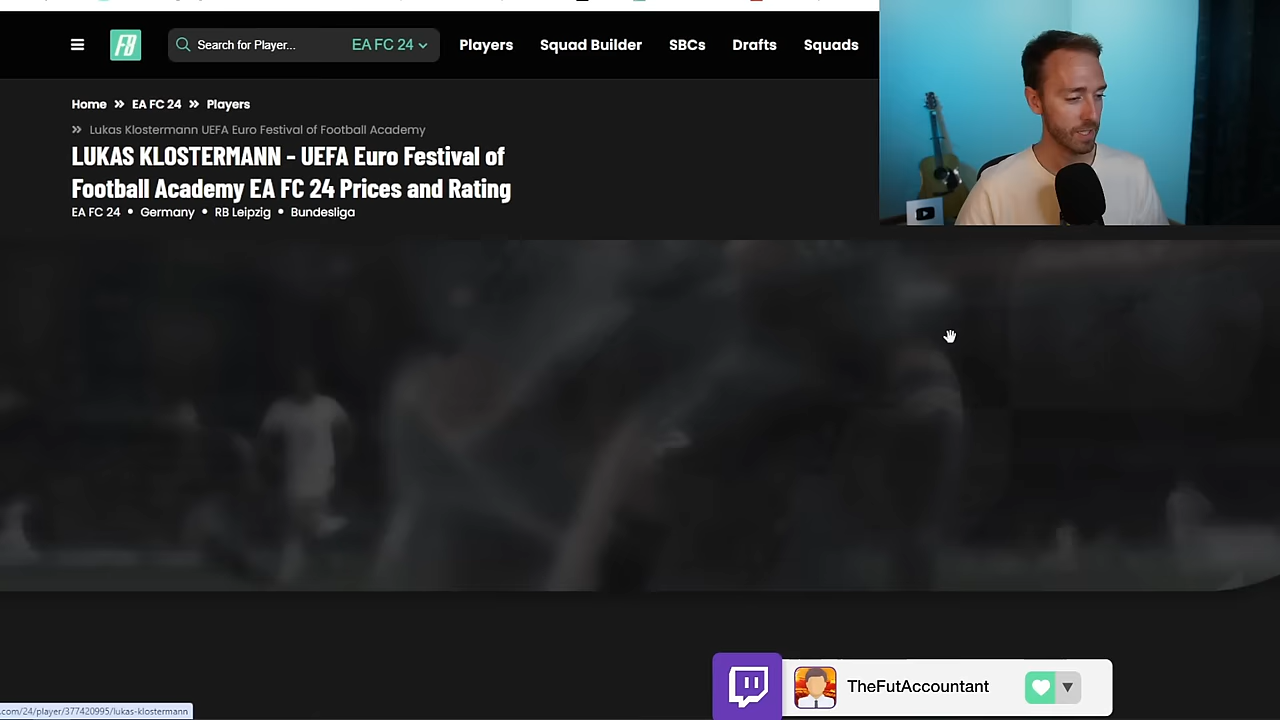 FB
Search for Player...
EA FC 24
Players
Squad Builder
SBCs
Drafts
Squads
Home » EA FC 24 » Players
» Lukas Klostermann UEFA Euro Festival of Football Academy
LUKAS KLOSTERMANN - UEFA Euro Festival of
Football Academy EA FC 24 Prices and Rating
EA FC 24 • Germany • RB Leipzig • Bundesliga
TheFutAccountant
.com/24/player/377420995/lukas-klostermann